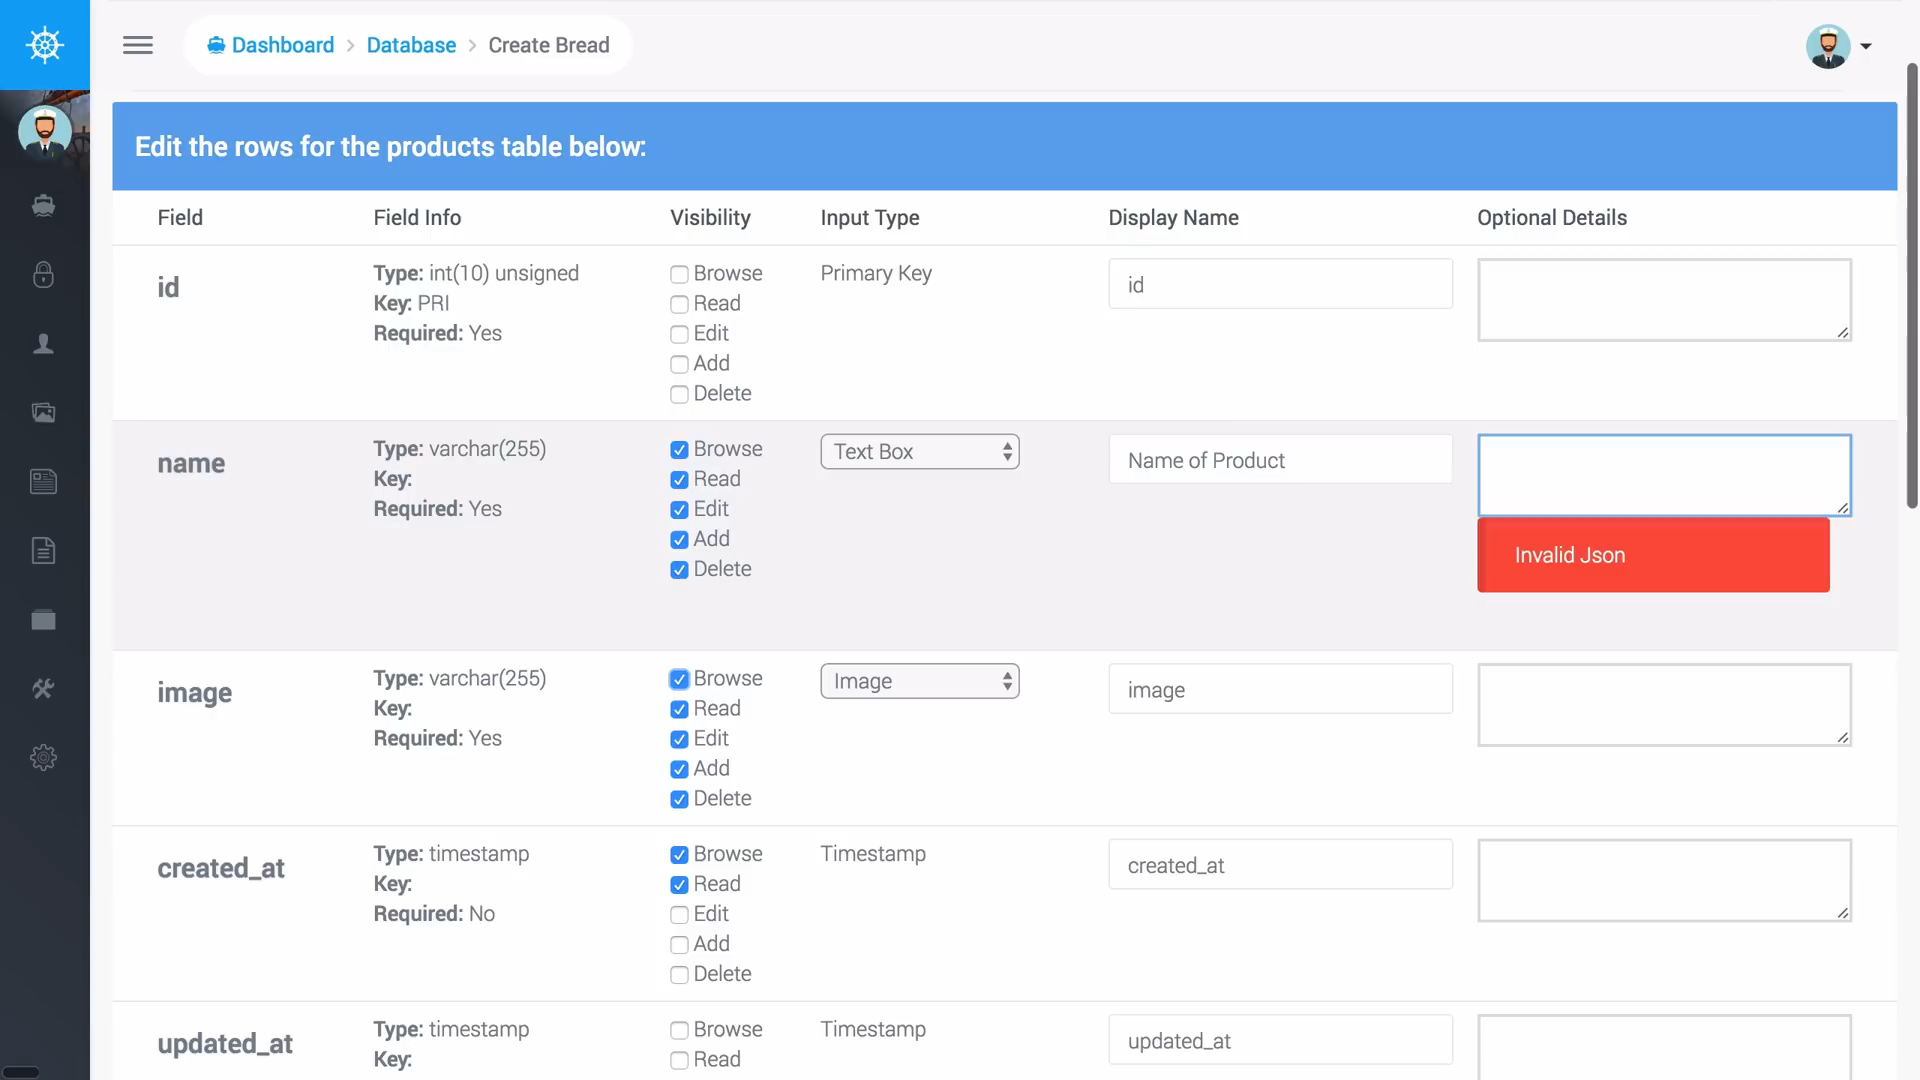 Dashboard > Database > Create Bread
Edit the rows for the products table below:
Field Field Info Visibility Input Type Display Name Optional Details
id
Type: int(10) unsigned
Key: PRI
Required: Yes
Browse
Read
Edit
Add
Delete
Primary Key
id
name
Type: varchar(255)
Key:
Required: Yes
Browse
Read
Edit
Add
Delete
Text Box
Name of Product
Invalid Json
image
Type: varchar(255)
Key:
Required: Yes
Browse
Read
Edit
Add
Delete
Image
image
created_at
Type: timestamp
Key:
Required: No
Browse
Read
Edit
Add
Delete
Timestamp
created_at
updated_at
Type: timestamp
Key:
Browse
Read
Timestamp
updated_at